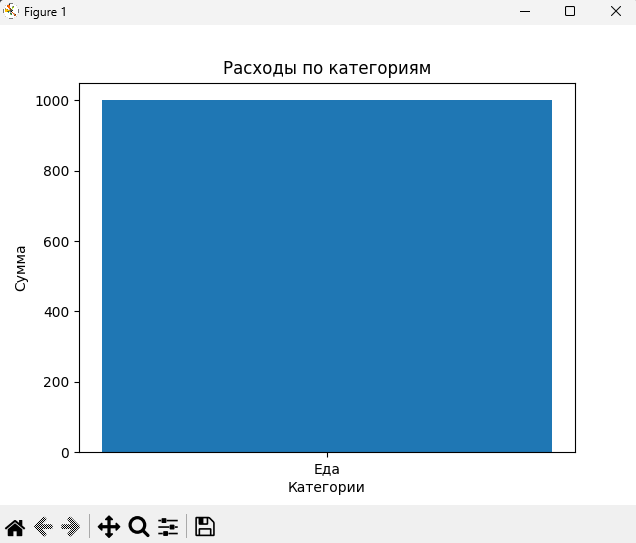 Figure 1
Расходы по категориям
1000
800
600
400
200
0
Сумма
Еда
Категории